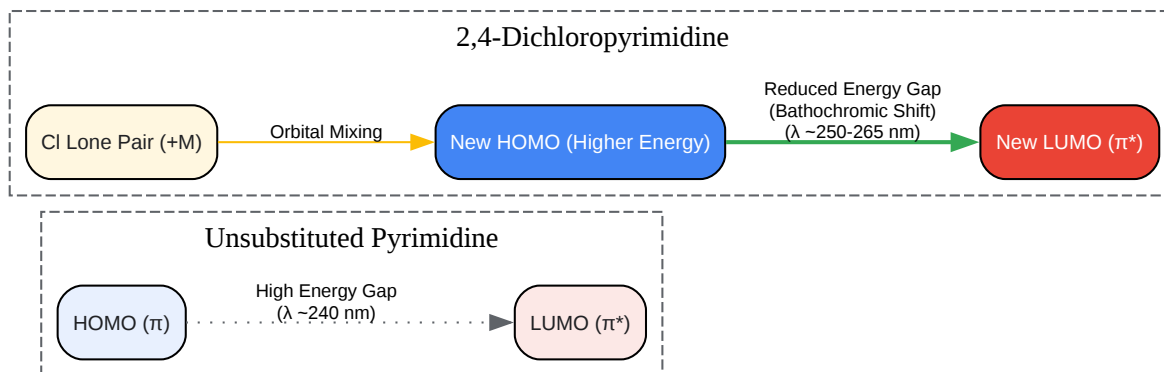 2,4-Dichloropyrimidine
Cl Lone Pair (+M)
Orbital Mixing
New HOMO (Higher Energy)
Reduced Energy Gap
(Bathochromic Shift)
(λ ~250-265 nm)
New LUMO (π*)
Unsubstituted Pyrimidine
HOMO (π)
High Energy Gap
(λ ~240 nm)
LUMO (π*)